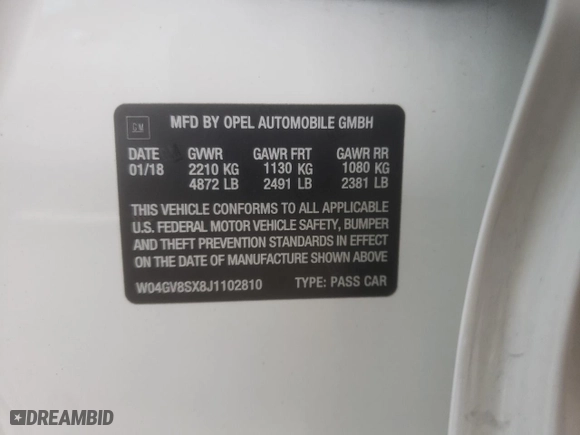 GM
MFD BY OPEL AUTOMOBILE GMBH
DATE GVWR GAWR FRT GAWR RR
01/18 2210 KG 1130 KG 1080 KG
4872 LB 2491 LB 2381 LB
THIS VEHICLE CONFORMS TO ALL APPLICABLE
U.S. FEDERAL MOTOR VEHICLE SAFETY, BUMPER
AND THEFT PREVENTION STANDARDS IN EFFECT
ON THE DATE OF MANUFACTURE SHOWN ABOVE
W04GV8SX8J1102810 TYPE: PASS CAR
DREAMBID